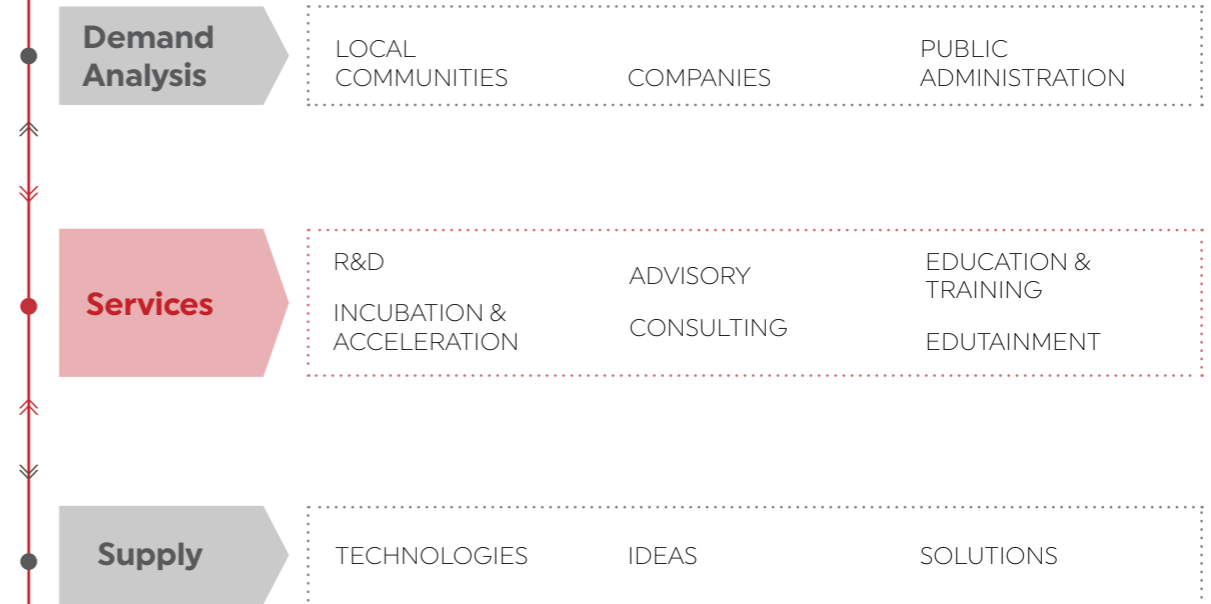 Demand
Analysis
LOCAL
COMMUNITIES
COMPANIES
PUBLIC
ADMINISTRATION
Services
R&D
INCUBATION &
ACCELERATION
ADVISORY
CONSULTING
EDUCATION &
TRAINING
EDUTAINMENT
Supply
TECHNOLOGIES
IDEAS
SOLUTIONS